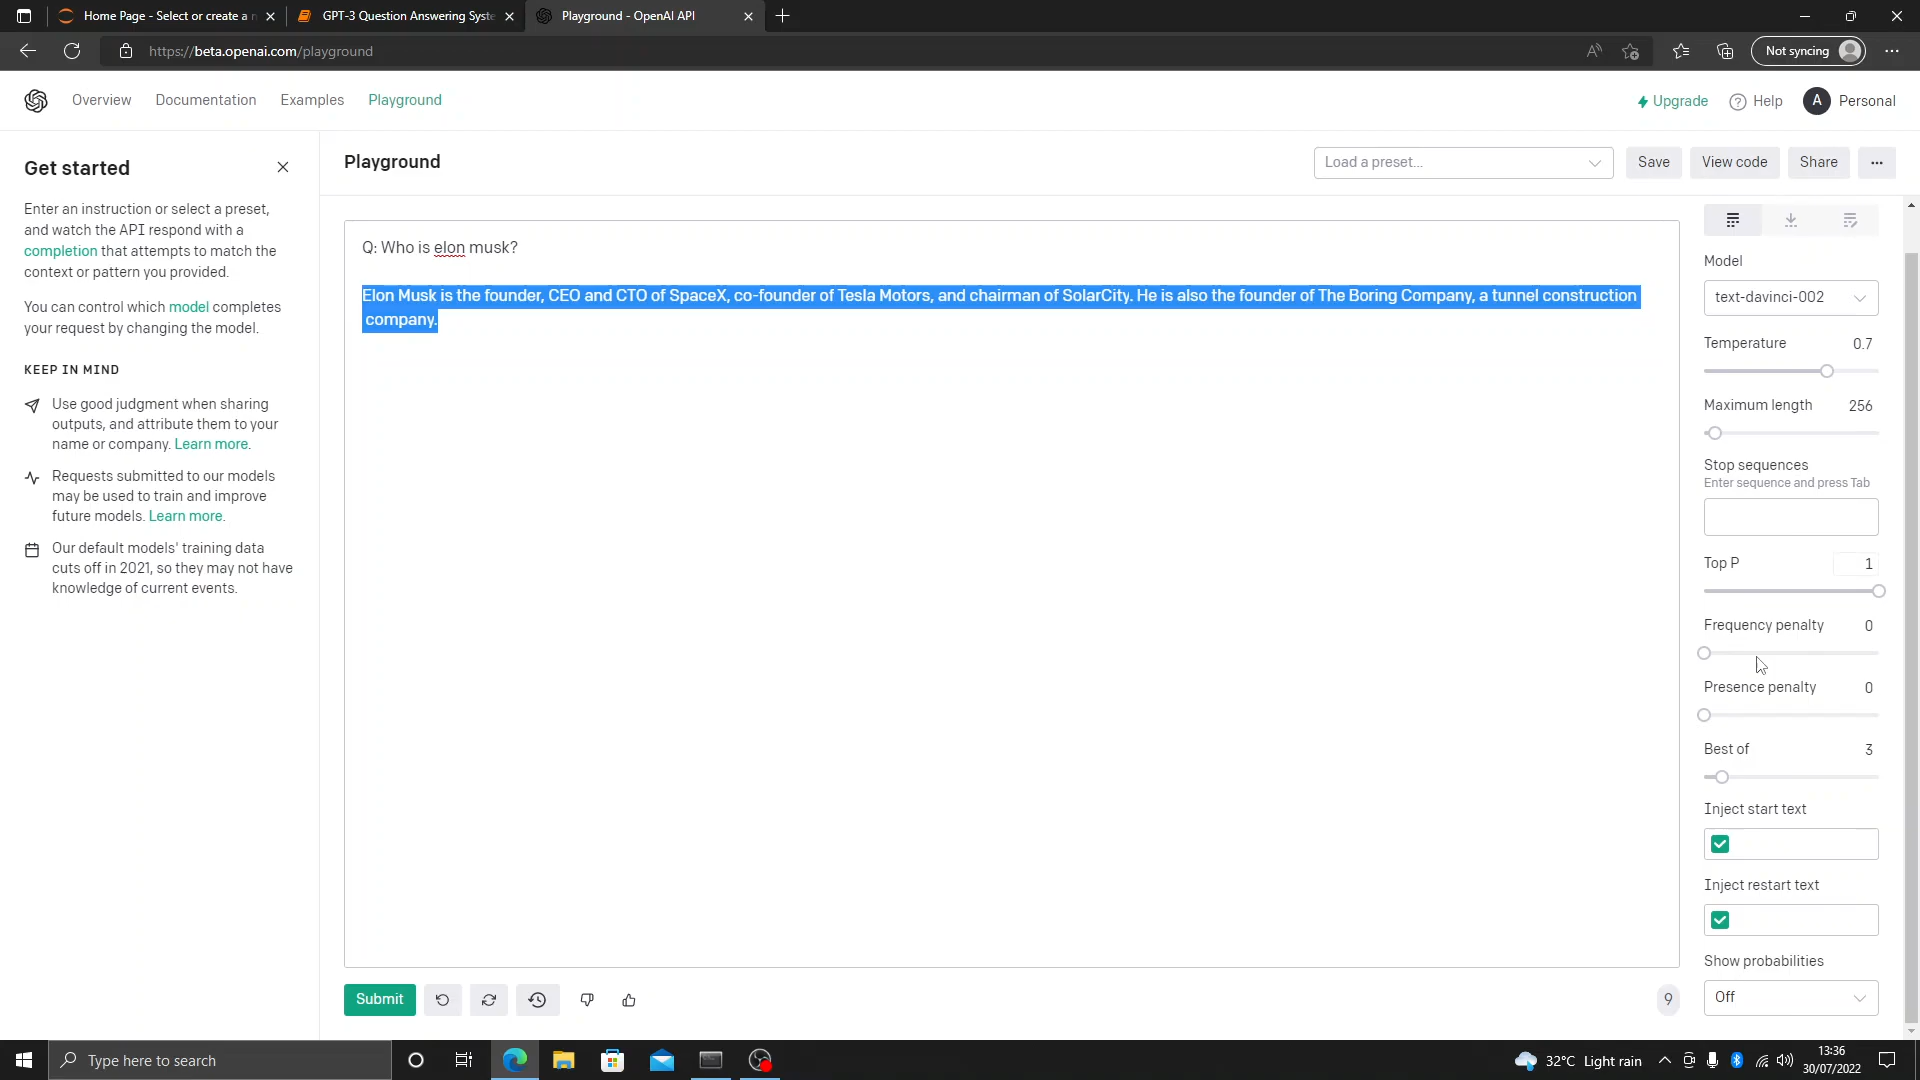 Home Page - Select or create a n
GPT-3 Question Answering Syste
Playground - OpenAI API
https://beta.openai.com/playground
Not syncing
Overview
Documentation
Examples
Playground
Upgrade
Help
A
Personal
Get started
Enter an instruction or select a preset,
and watch the API respond with a
completion that attempts to match the
context or pattern you provided.
You can control which model completes
your request by changing the model.
KEEP IN MIND
Use good judgment when sharing
outputs, and attribute them to your
name or company. Learn more.
Requests submitted to our models
may be used to train and improve
future models. Learn more.
Our default models' training data
cuts off in 2021, so they may not have
knowledge of current events.
Playground
Load a preset...
Save
View code
Share
Q: Who is elon musk?
Elon Musk is the founder, CEO and CTO of SpaceX, co-founder of Tesla Motors, and chairman of SolarCity. He is also the founder of The Boring Company, a tunnel construction
company.
Submit
9
Model
text-davinci-002
Temperature 0.7
Maximum length 256
Stop sequences
Enter sequence and press Tab
Top P 1
Frequency penalty 0
Presence penalty 0
Best of 3
Inject start text
Inject restart text
Show probabilities
Off
Type here to search
32°C Light rain
13:36
30/07/2022